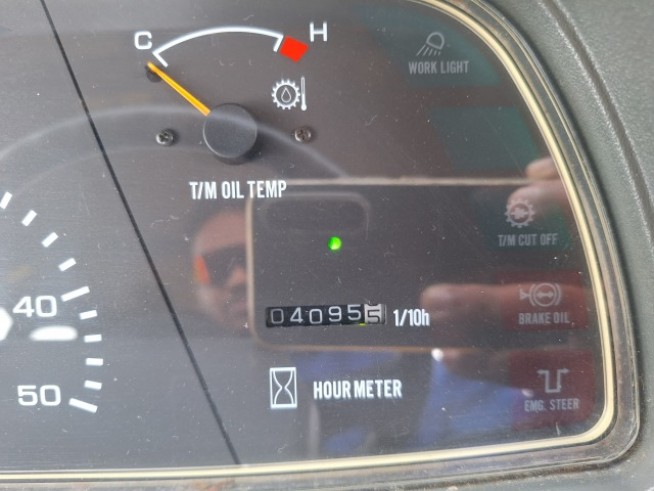 C H
WORK LIGHT
T/M OIL TEMP
T/M CUT OFF
40
040955 1/10h
BRAKE OIL
50
HOUR METER
EMG. STEER